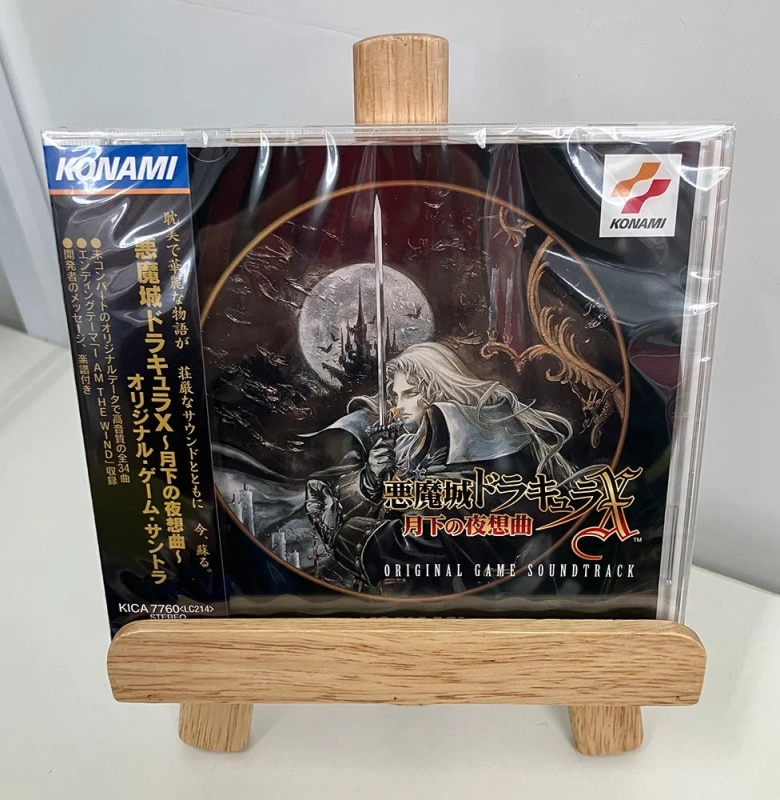 KONAMI
耽美で華麗な物語が 荘厳なサウンドとともに 今、蘇る。
悪魔城ドラキュラX〜月下の夜想曲〜
オリジナル・ゲーム・サントラ
●未コンバートのオリジナルデータで高音質の全34曲
●エンディングテーマ「I AM THE WIND」収録
●開発者のメッセージ、楽譜付き
KICA 7760<LC214>
STEREO
KONAMI
悪魔城ドラキュラX
TM
月下の夜想曲
ORIGINAL GAME SOUNDTRACK